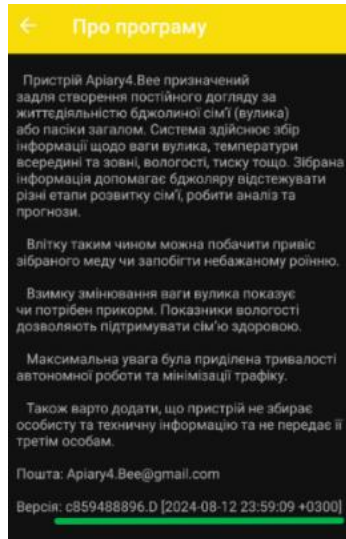 Про програму
Пристрій Apiary4.Bee призначений
задля створення постійного догляду за
життєдіяльністю бджолиної сім'ї (вулика)
або пасіки загалом. Система здійснює збір
інформації щодо ваги вулика, температури
всередині та зовні, вологості, тиску тощо. Зібрана
інформація допомагає бджоляру відстежувати
різні етапи розвитку сім'ї, робити аналіз та
прогнози.
Влітку таким чином можна побачити привіс
зібраного меду чи запобігти небажаному роїнню.
Взимку змінювання ваги вулика показує
чи потрібен прикорм. Показники вологості
дозволяють підтримувати сім'ю здоровою.
Максимальна увага була приділена тривалості
автономної роботи та мінімізації трафіку.
Також варто додати, що пристрій не збирає
особисту та техничну інформацію та не передає її
третім особам.
Пошта: Apiary4.Bee@gmail.com
Версія: c859488896.D [2024-08-12 23:59:09 +0300]